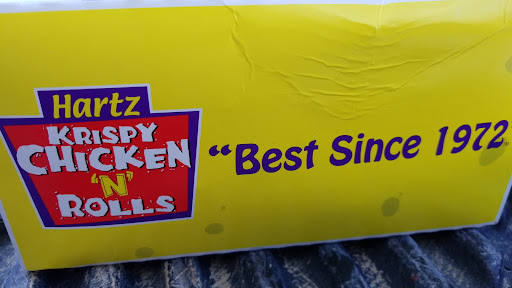 Hartz
KRISPY
CHICKEN
'N'
ROLLS
"Best Since 1972